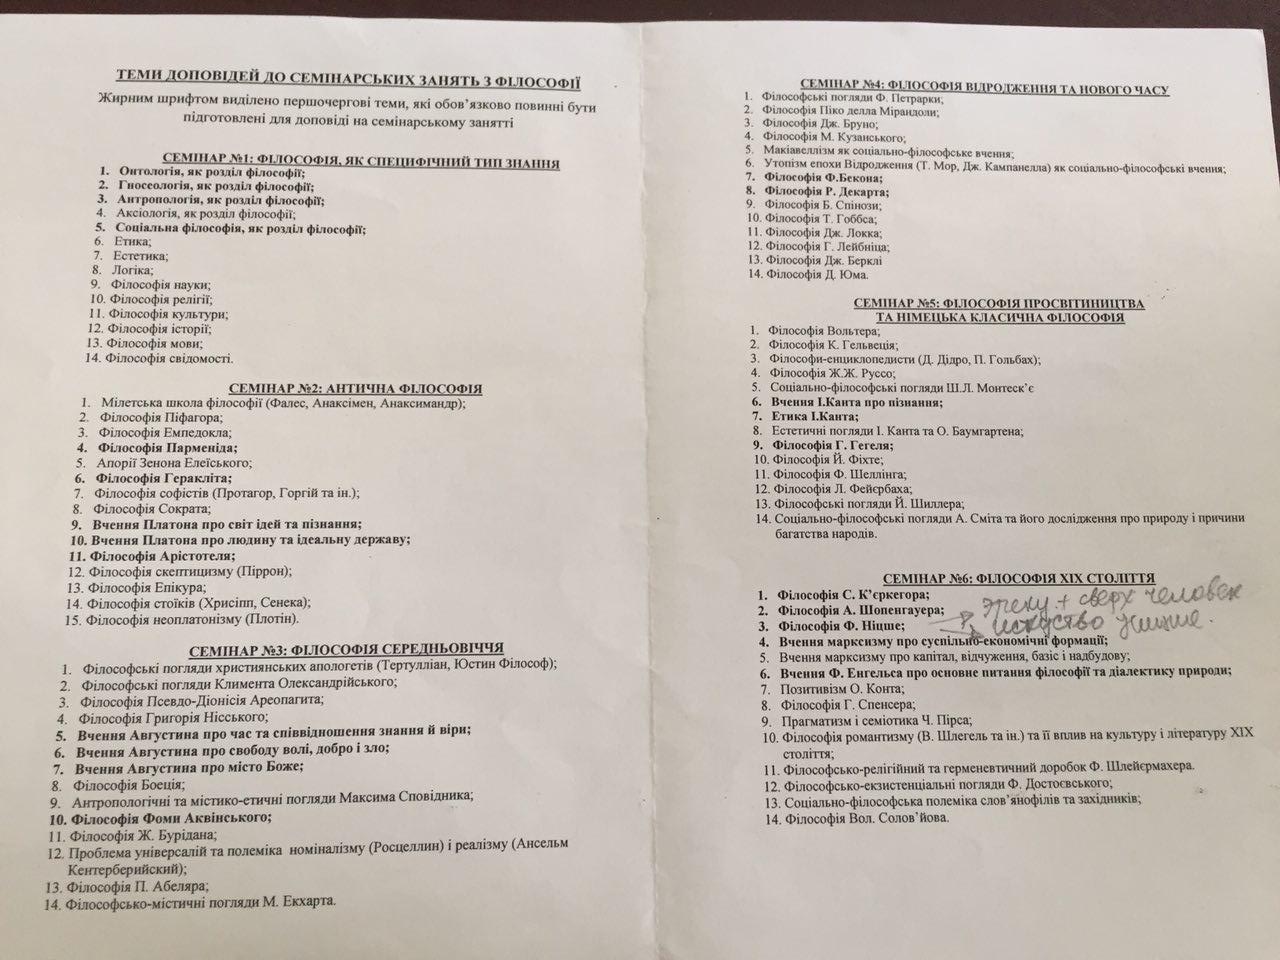 ТЕМИ ДОПОВІДЕЙ ДО СЕМІНАРСЬКИХ ЗАНЯТЬ З ФІЛОСОФІЇ
Жирним шрифтом виділено першочергові теми, які обов’язково повинні бути
підготовлені для доповіді на семінарському занятті
СЕМІНАР №1: ФІЛОСОФІЯ, ЯК СПЕЦИФІЧНИЙ ТИП ЗНАННЯ
1. Онтологія, як розділ філософії;
2. Гносеологія, як розділ філософії;
3. Антропологія, як розділ філософії;
4. Аксіологія, як розділ філософії;
5. Соціальна філософія, як розділ філософії;
6. Етика;
7. Естетика;
8. Логіка;
9. Філософія науки;
10. Філософія релігії;
11. Філософія культури;
12. Філософія історії;
13. Філософія мови;
14. Філософія свідомості.
СЕМІНАР №2: АНТИЧНА ФІЛОСОФІЯ
1. Мілетська школа філософії (Фалес, Анаксімен, Анаксимандр);
2. Філософія Піфагора;
3. Філософія Емпедокла;
4. Філософія Парменіда;
5. Апорії Зенона Елеїського;
6. Філософія Геракліта;
7. Філософія софістів (Протагор, Горгій та ін.);
8. Філософія Сократа;
9. Вчення Платона про світ ідей та пізнання;
10. Вчення Платона про людину та ідеальну державу;
11. Філософія Арістотеля;
12. Філософія скептицизму (Піррон);
13. Філософія Епікура;
14. Філософія стоїків (Хрисіпп, Сенека);
15. Філософія неоплатонізму (Плотін).
СЕМІНАР №3: ФІЛОСОФІЯ СЕРЕДНЬОВІЧЧЯ
1. Філософські погляди християнських апологетів (Тертулліан, Юстин Філософ);
2. Філософські погляди Климента Олександрійського;
3. Філософія Псевдо-Діонісія Ареопагита;
4. Філософія Григорія Нісського;
5. Вчення Августина про час та співвідношення знання й віри;
6. Вчення Августина про свободу волі, добро і зло;
7. Вчення Августина про місто Боже;
8. Філософія Боеція;
9. Антропологічні та містико-етичні погляди Максима Сповідника;
10. Філософія Фоми Аквінського;
11. Філософія Ж. Бурідана;
12. Проблема універсалій та полеміка номіналізму (Росцеллин) і реалізму (Ансельм
Кентерберийский);
13. Філософія П. Абеляра;
14. Філософсько-містичні погляди М. Екхарта.
СЕМІНАР №4: ФІЛОСОФІЯ ВІДРОДЖЕННЯ ТА НОВОГО ЧАСУ
1. Філософські погляди Ф. Петрарки;
2. Філософія Піко делла Мірандоли;
3. Філософія Дж. Бруно;
4. Філософія М. Кузанського;
5. Макіавеллізм як соціально-філософське вчення;
6. Утопізм епохи Відродження (Т. Мор, Дж. Кампанелла) як соціально-філософські вчення;
7. Філософія Ф.Бекона;
8. Філософія Р. Декарта;
9. Філософія Б. Спінози;
10. Філософія Т. Гоббса;
11. Філософія Дж. Локка;
12. Філософія Г. Лейбніца;
13. Філософія Дж. Берклі
14. Філософія Д. Юма.
СЕМІНАР №5: ФІЛОСОФІЯ ПРОСВІТИНИЦТВА
ТА НІМЕЦЬКА КЛАСИЧНА ФІЛОСОФІЯ
1. Філософія Вольтера;
2. Філософія К. Гельвеція;
3. Філософи-енциклопедисти (Д. Дідро, П. Гольбах);
4. Філософія Ж.Ж. Руссо;
5. Соціально-філософські погляди Ш.Л. Монтеск’є
6. Вчення І.Канта про пізнання;
7. Етика І.Канта;
8. Естетичні погляди І. Канта та О. Баумгартена;
9. Філософія Г. Гегеля;
10. Філософія Й. Фіхте;
11. Філософія Ф. Шеллінга;
12. Філософія Л. Фейєрбаха;
13. Філософські погляди Й. Шиллера;
14. Соціально-філософські погляди А. Сміта та його дослідження про природу і причини
багатства народів.
СЕМІНАР №6: ФІЛОСОФІЯ ХІХ СТОЛІТТЯ
1. Філософія С. К’єркегора;
2. Філософія А. Шопенгауера;
+ сверх человек
3. Філософія Ф. Ніцше;
искусство Ницше.
4. Вчення марксизму про суспільно-економічні формації;
5. Вчення марксизму про капітал, відчуження, базіс і надбудову;
6. Вчення Ф. Енгельса про основне питання філософії та діалектику природи;
7. Позитивізм О. Конта;
8. Філософія Г. Спенсера;
9. Прагматизм і семіотика Ч. Пірса;
10. Філософія романтизму (В. Шлегель та ін.) та її вплив на культуру і літературу ХІХ
століття;
11. Філософсько-релігійний та герменевтичний доробок Ф. Шлейєрмахера.
12. Філософсько-екзистенціальні погляди Ф. Достоєвського;
13. Соціально-філософська полеміка слов’янофілів та західників;
14. Філософія Вол. Солов’йова.